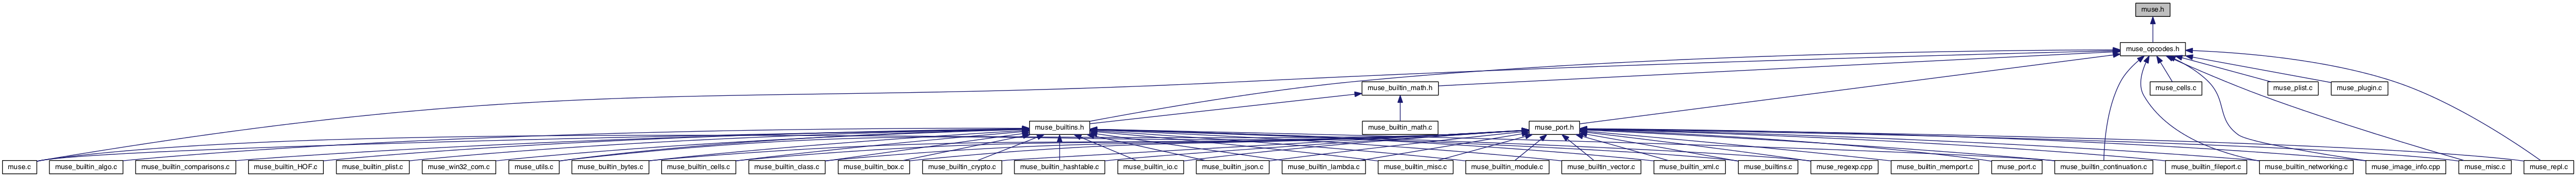 muse.h
muse_opcodes.h
muse_builtin_math.h
muse_cells.c
muse_plist.c
muse_plugin.c
muse_builtins.h
muse_builtin_math.c
muse_port.h
muse.c
muse_builtin_algo.c
muse_builtin_comparisons.c
muse_builtin_HOF.c
muse_builtin_plist.c
muse_win32_com.c
muse_utils.c
muse_builtin_bytes.c
muse_builtin_cells.c
muse_builtin_class.c
muse_builtin_box.c
muse_builtin_crypto.c
muse_builtin_hashtable.c
muse_builtin_io.c
muse_builtin_json.c
muse_builtin_lambda.c
muse_builtin_misc.c
muse_builtin_module.c
muse_builtin_vector.c
muse_builtin_xml.c
muse_builtins.c
muse_regexp.cpp
muse_builtin_memport.c
muse_port.c
muse_builtin_continuation.c
muse_builtin_fileport.c
muse_builtin_networking.c
muse_image_info.cpp
muse_misc.c
muse_repl.c